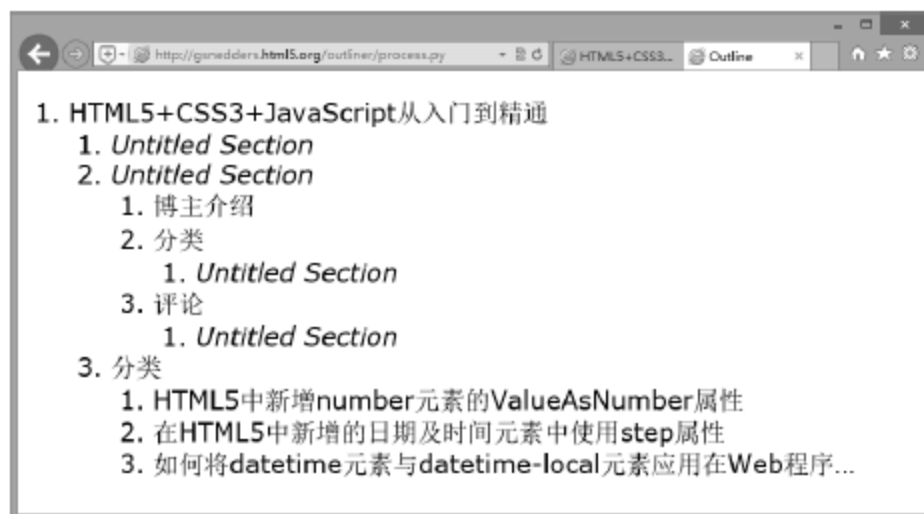 http://gsnedders.html5.org/outliner/process.py
HTML5+CSS3...
Outline
1. HTML5+CSS3+JavaScript从入门到精通
1. Untitled Section
2. Untitled Section
1. 博主介绍
2. 分类
1. Untitled Section
3. 评论
1. Untitled Section
3. 分类
1. HTML5中新增number元素的ValueAsNumber属性
2. 在HTML5中新增的日期及时间元素中使用step属性
3. 如何将datetime元素与datetime-local元素应用在Web程序...